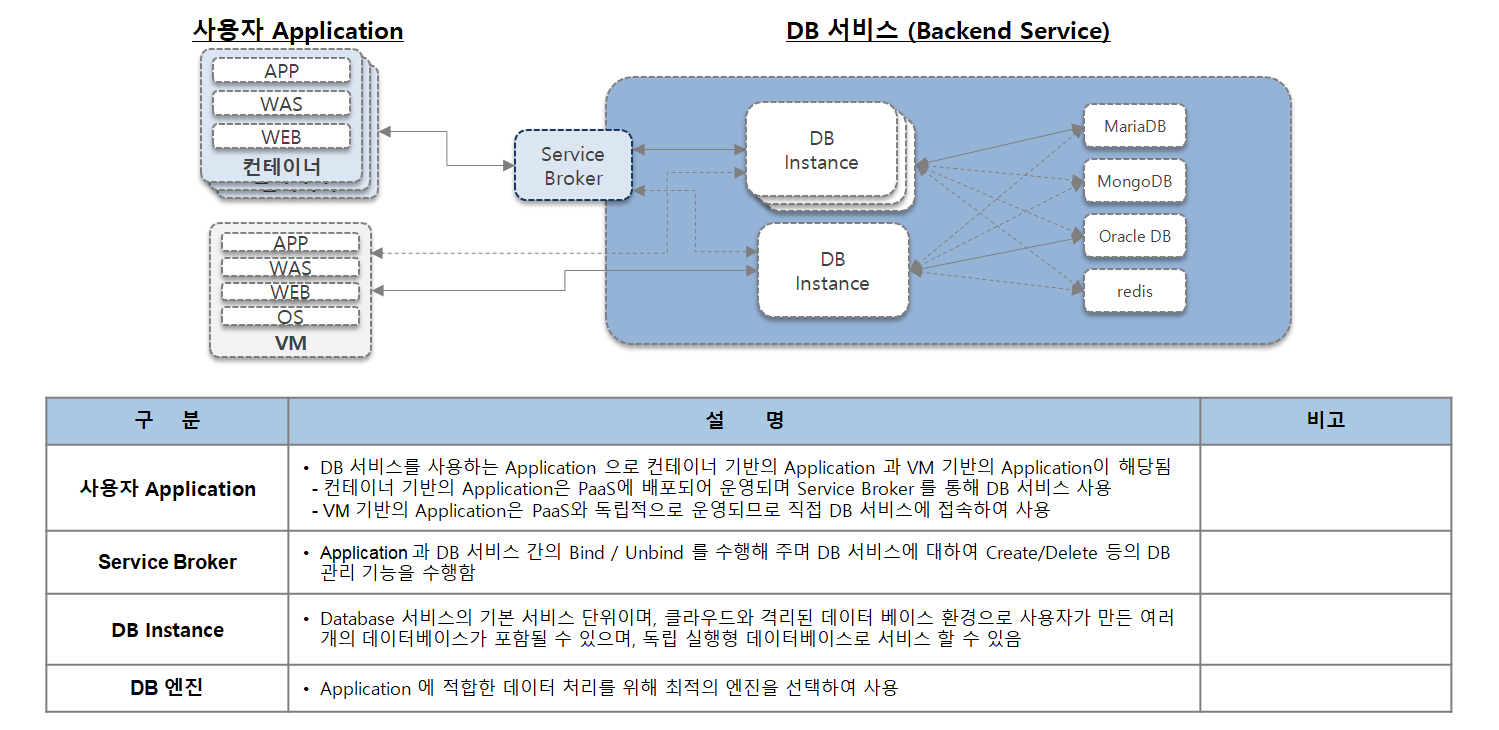 사용자 Application
DB 서비스 (Backend Service)
APP
WAS
WEB
컨테이너
Service
Broker
DB
Instance
MariaDB
MongoDB
Oracle DB
redis
APP
WAS
WEB
OS
VM
DB
Instance
구 분
설 명
비고
사용자 Application
• DB 서비스를 사용하는 Application 으로 컨테이너 기반의 Application 과 VM 기반의 Application이 해당됨
- 컨테이너 기반의 Application은 PaaS에 배포되어 운영되며 Service Broker 를 통해 DB 서비스 사용
- VM 기반의 Application은 PaaS와 독립적으로 운영되므로 직접 DB 서비스에 접속하여 사용
Service Broker
• Application 과 DB 서비스 간의 Bind / Unbind 를 수행해 주며 DB 서비스에 대하여 Create/Delete 등의 DB
관리 기능을 수행함
DB Instance
• Database 서비스의 기본 서비스 단위이며, 클라우드와 격리된 데이터 베이스 환경으로 사용자가 만든 여러
개의 데이터베이스가 포함될 수 있으며, 독립 실행형 데이터베이스로 서비스 할 수 있음
DB 엔진
• Application 에 적합한 데이터 처리를 위해 최적의 엔진을 선택하여 사용